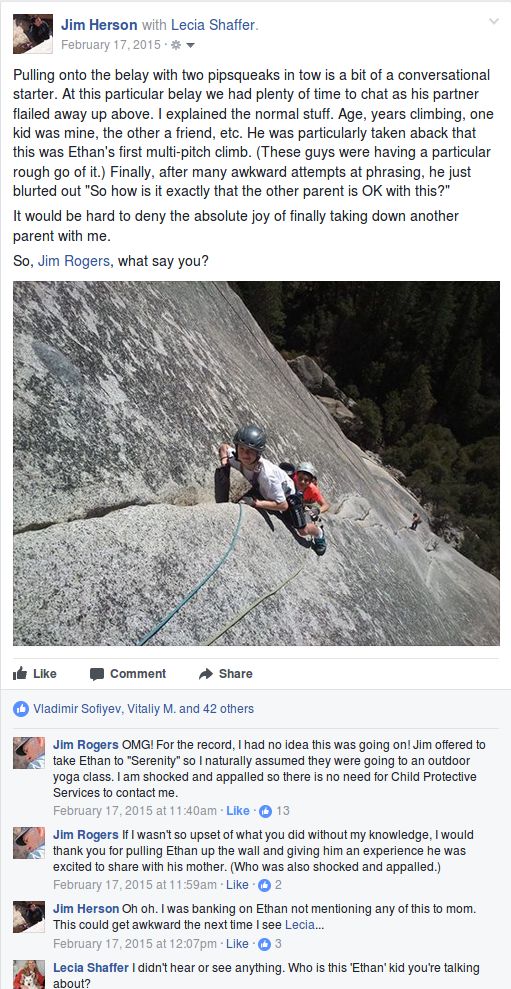 Jim Herson with Lecia Shaffer.
February 17, 2015 ·
Pulling onto the belay with two pipsqueaks in tow is a bit of a conversational
starter. At this particular belay we had plenty of time to chat as his partner
flailed away up above. I explained the normal stuff. Age, years climbing, one
kid was mine, the other a friend, etc. He was particularly taken aback that
this was Ethan's first multi-pitch climb. (These guys were having a particular
rough go of it.) Finally, after many awkward attempts at phrasing, he just
blurted out "So how is it exactly that the other parent is OK with this?"
It would be hard to deny the absolute joy of finally taking down another
parent with me.
So, Jim Rogers, what say you?
Like Comment Share
Vladimir Sofiyev, Vitaliy M. and 42 others
Jim Rogers OMG! For the record, I had no idea this was going on! Jim offered to
take Ethan to "Serenity" so I naturally assumed they were going to an outdoor
yoga class. I am shocked and appalled so there is no need for Child Protective
Services to contact me.
February 17, 2015 at 11:40am · Like · 13
Jim Rogers If I wasn't so upset of what you did without my knowledge, I would
thank you for pulling Ethan up the wall and giving him an experience he was
excited to share with his mother. (Who was also shocked and appalled.)
February 17, 2015 at 11:59am · Like · 2
Jim Herson Oh oh. I was banking on Ethan not mentioning any of this to mom.
This could get awkward the next time I see Lecia...
February 17, 2015 at 12:07pm · Like · 3
Lecia Shaffer I didn't hear or see anything. Who is this 'Ethan' kid you're talking
about?